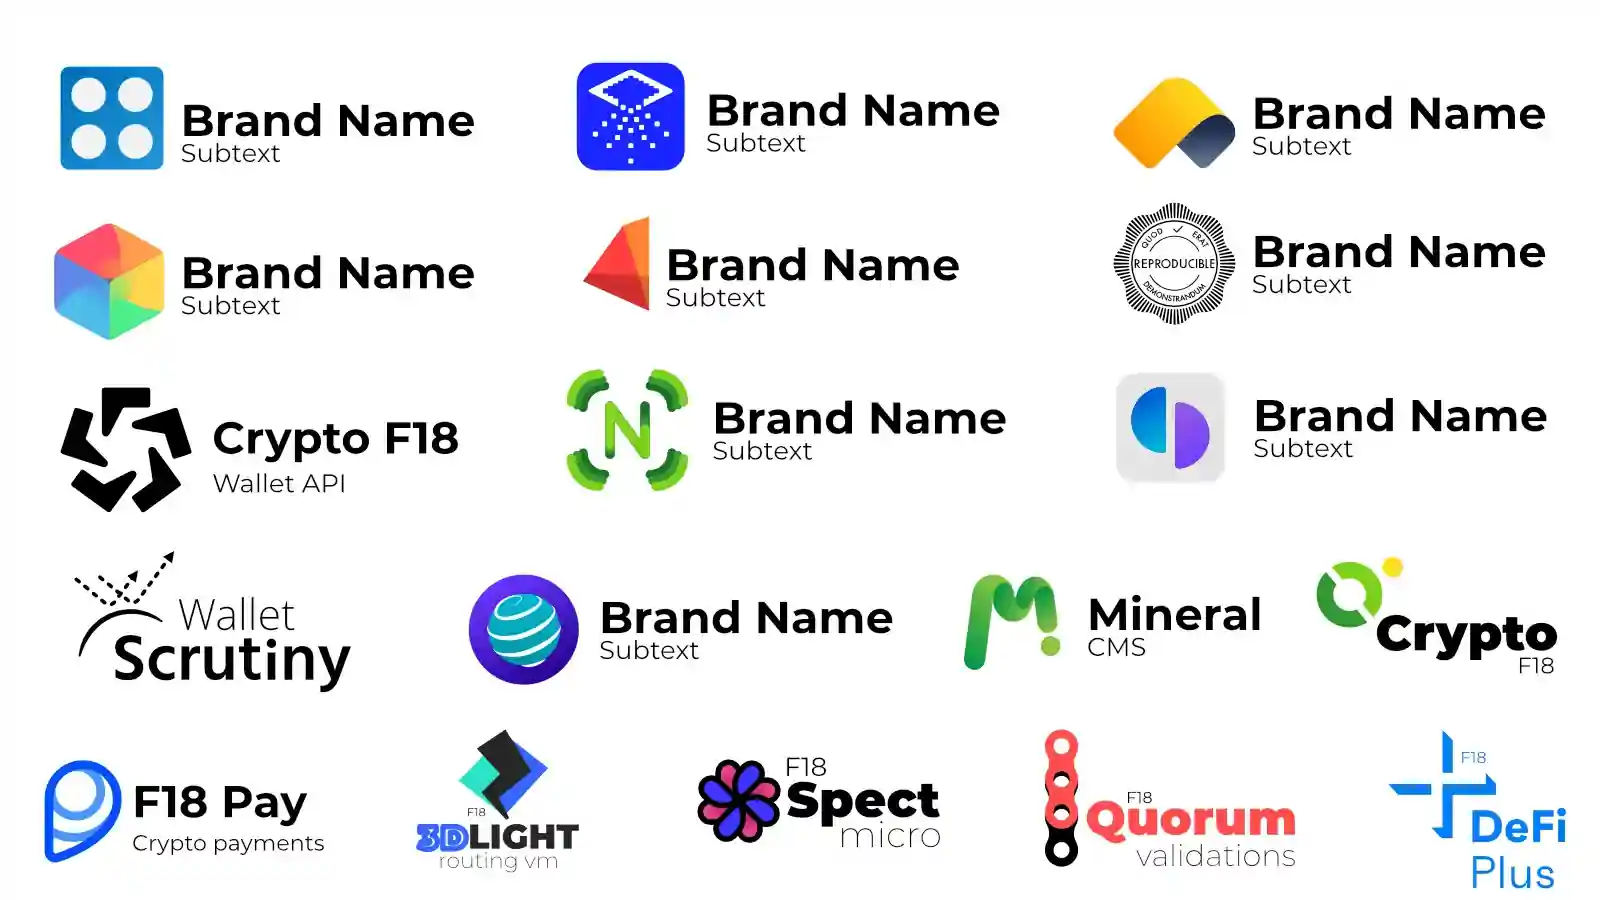 Brand Name
Subtext
Brand Name
Subtext
Brand Name
Subtext
Brand Name
Subtext
Brand Name
Subtext
QUOD ERAT
REPRODUCIBLE
DEMONSTRANDUM
Brand Name
Subtext
Crypto F18
Wallet API
N
Brand Name
Subtext
Brand Name
Subtext
Wallet
Scrutiny
Brand Name
Subtext
M
Mineral
CMS
Crypto
F18
F18 Pay
Crypto payments
F18
3DLIGHT
routing vm
F18
Spect
micro
F18
Quorum
validations
F18
DeFi
Plus